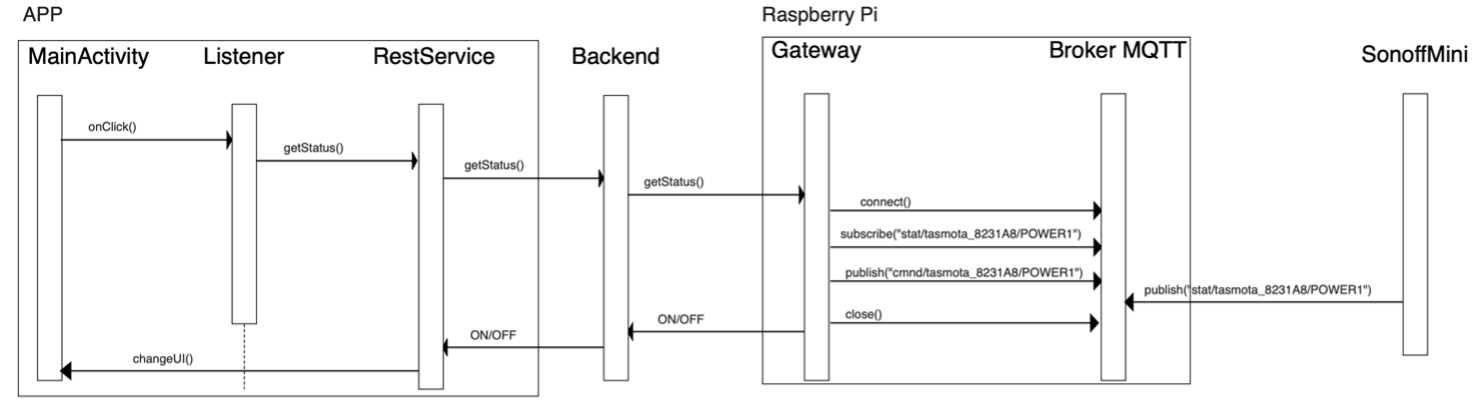 APP
Raspberry Pi
MainActivity
Listener
RestService
Backend
Gateway
Broker MQTT
SonoffMini
onClick()
getStatus()
getStatus()
getStatus()
connect()
subscribe("stat/tasmota_8231A8/POWER1")
publish("cmnd/tasmota_8231A8/POWER1")
publish("stat/tasmota_8231A8/POWER1")
close()
ON/OFF
ON/OFF
changeUI()